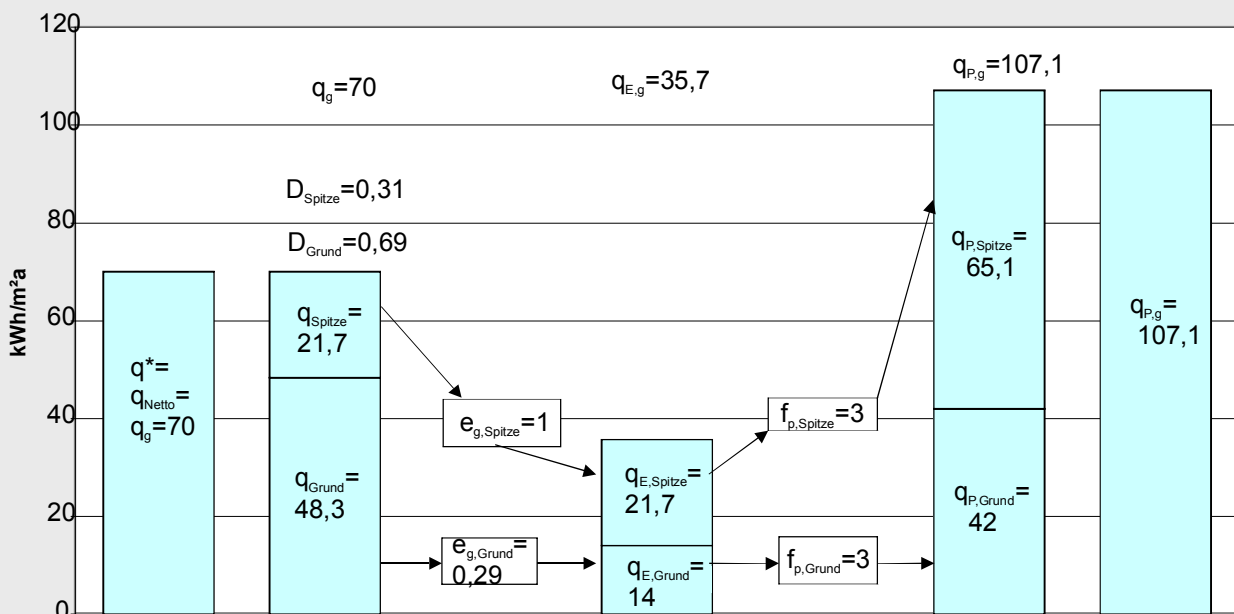 120
q_P,g=107,1
q_g=70
q_E,g=35,7
100
D_Spitze=0,31
80
D_Grund=0,69
q_P,Spitze=
65,1
kWh/m²a
60
q_Spitze=
21,7
q_P,g=
107,1
q*=
q_Netto=
q_g=70
40
e_g,Spitze=1
f_p,Spitze=3
q_Grund=
48,3
q_E,Spitze=
21,7
q_P,Grund=
42
20
e_g,Grund=
0,29
q_E,Grund=
14
f_p,Grund=3
0